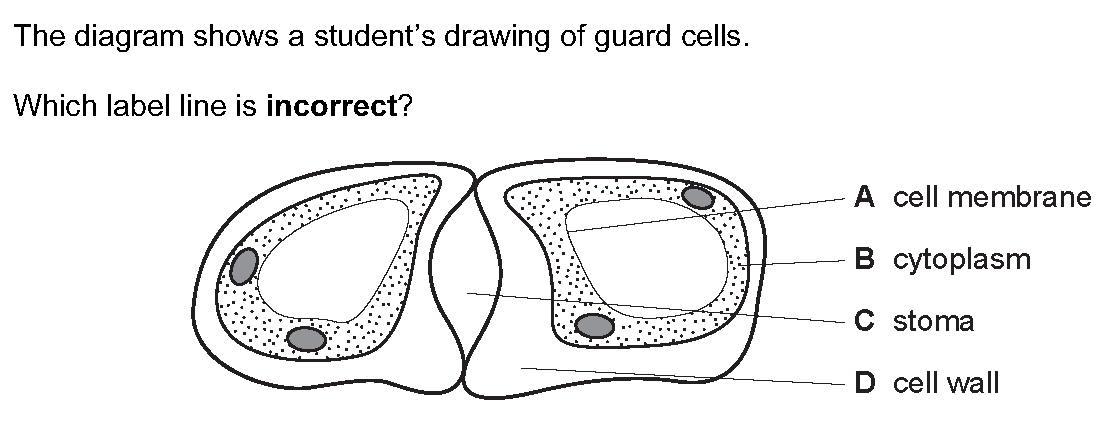 The diagram shows a student’s drawing of guard cells.
Which label line is incorrect?
A cell membrane
B cytoplasm
C stoma
D cell wall